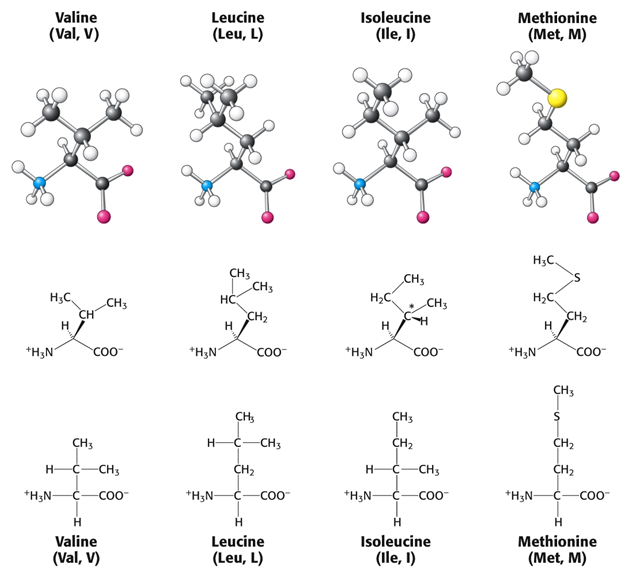 Valine Leucine Isoleucine Methionine
(Val, V) (Leu, L) (Ile, I) (Met, M)
H₃C
CH₃ CH₃ S
H₃C CH₃ HC CH₃ H₂C CH₃ H₂C
CH CH₂ C * H CH₂
H H H H
⁺H₃N COO⁻ ⁺H₃N COO⁻ ⁺H₃N COO⁻ ⁺H₃N COO⁻
CH₃
CH₃ CH₃ S
CH₃ H C CH₃ CH₂ CH₂
H C CH₃ CH₂ H C CH₃ CH₂
⁺H₃N C COO⁻ ⁺H₃N C COO⁻ ⁺H₃N C COO⁻ ⁺H₃N C COO⁻
H H H H
Valine Leucine Isoleucine Methionine
(Val, V) (Leu, L) (Ile, I) (Met, M)